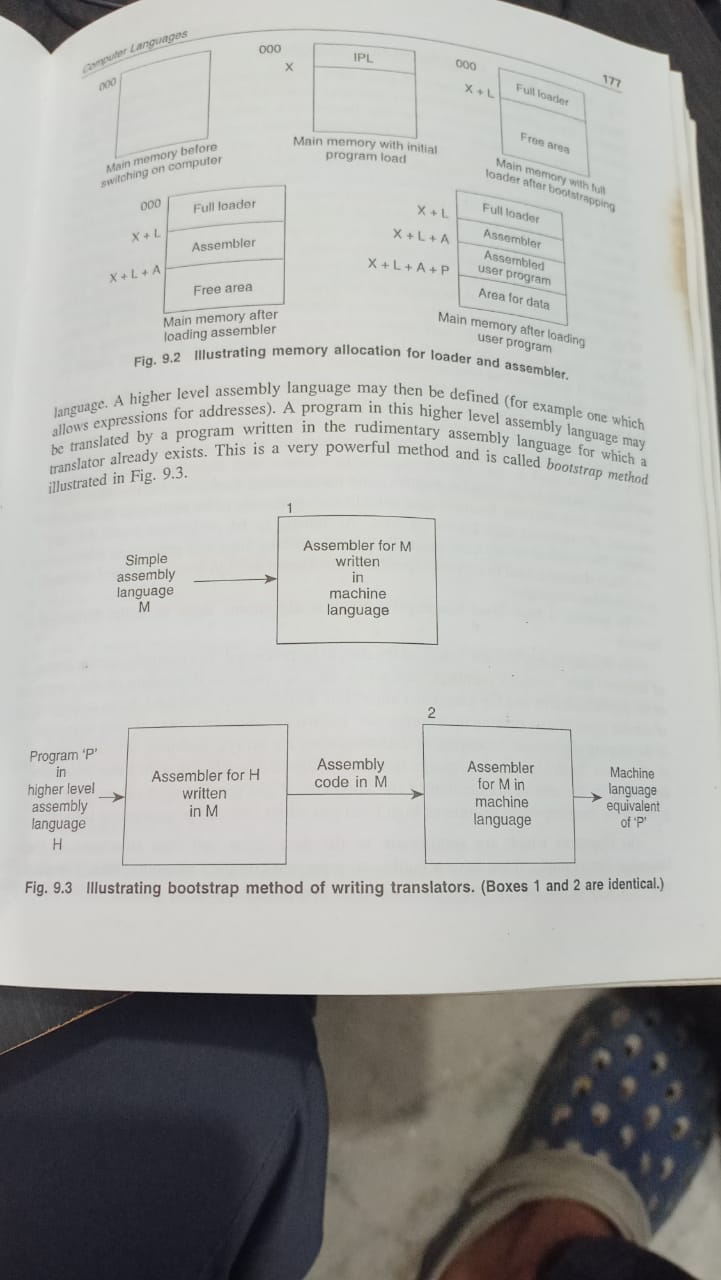 Computer Languages
177
000
Main memory before
switching on computer
000
X
IPL
Main memory with initial
program load
000
X + L
Full loader
Free area
Main memory with full
loader after bootstrapping
000
X + L
X + L + A
Full loader
Assembler
Free area
Main memory after
loading assembler
X + L
X + L + A
X + L + A + P
Full loader
Assembler
Assembled
user program
Area for data
Main memory after loading
user program
Fig. 9.2 Illustrating memory allocation for loader and assembler.
language. A higher level assembly language may then be defined (for example one which
allows expressions for addresses). A program in this higher level assembly language may
be translated by a program written in the rudimentary assembly language for which a
translator already exists. This is a very powerful method and is called bootstrap method
illustrated in Fig. 9.3.
1
Simple
assembly
language
M
Assembler for M
written
in
machine
language
Program 'P'
in
higher level
assembly
language
H
Assembler for H
written
in M
Assembly
code in M
2
Assembler
for M in
machine
language
Machine
language
equivalent
of 'P'
Fig. 9.3 Illustrating bootstrap method of writing translators. (Boxes 1 and 2 are identical.)